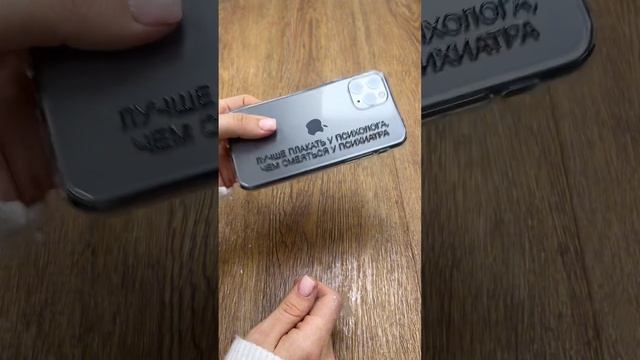 ЛУЧШЕ ПЛАКАТЬ У ПСИХОЛОГА,
ЧЕМ СМЕЯТЬСЯ У ПСИХИАТРА